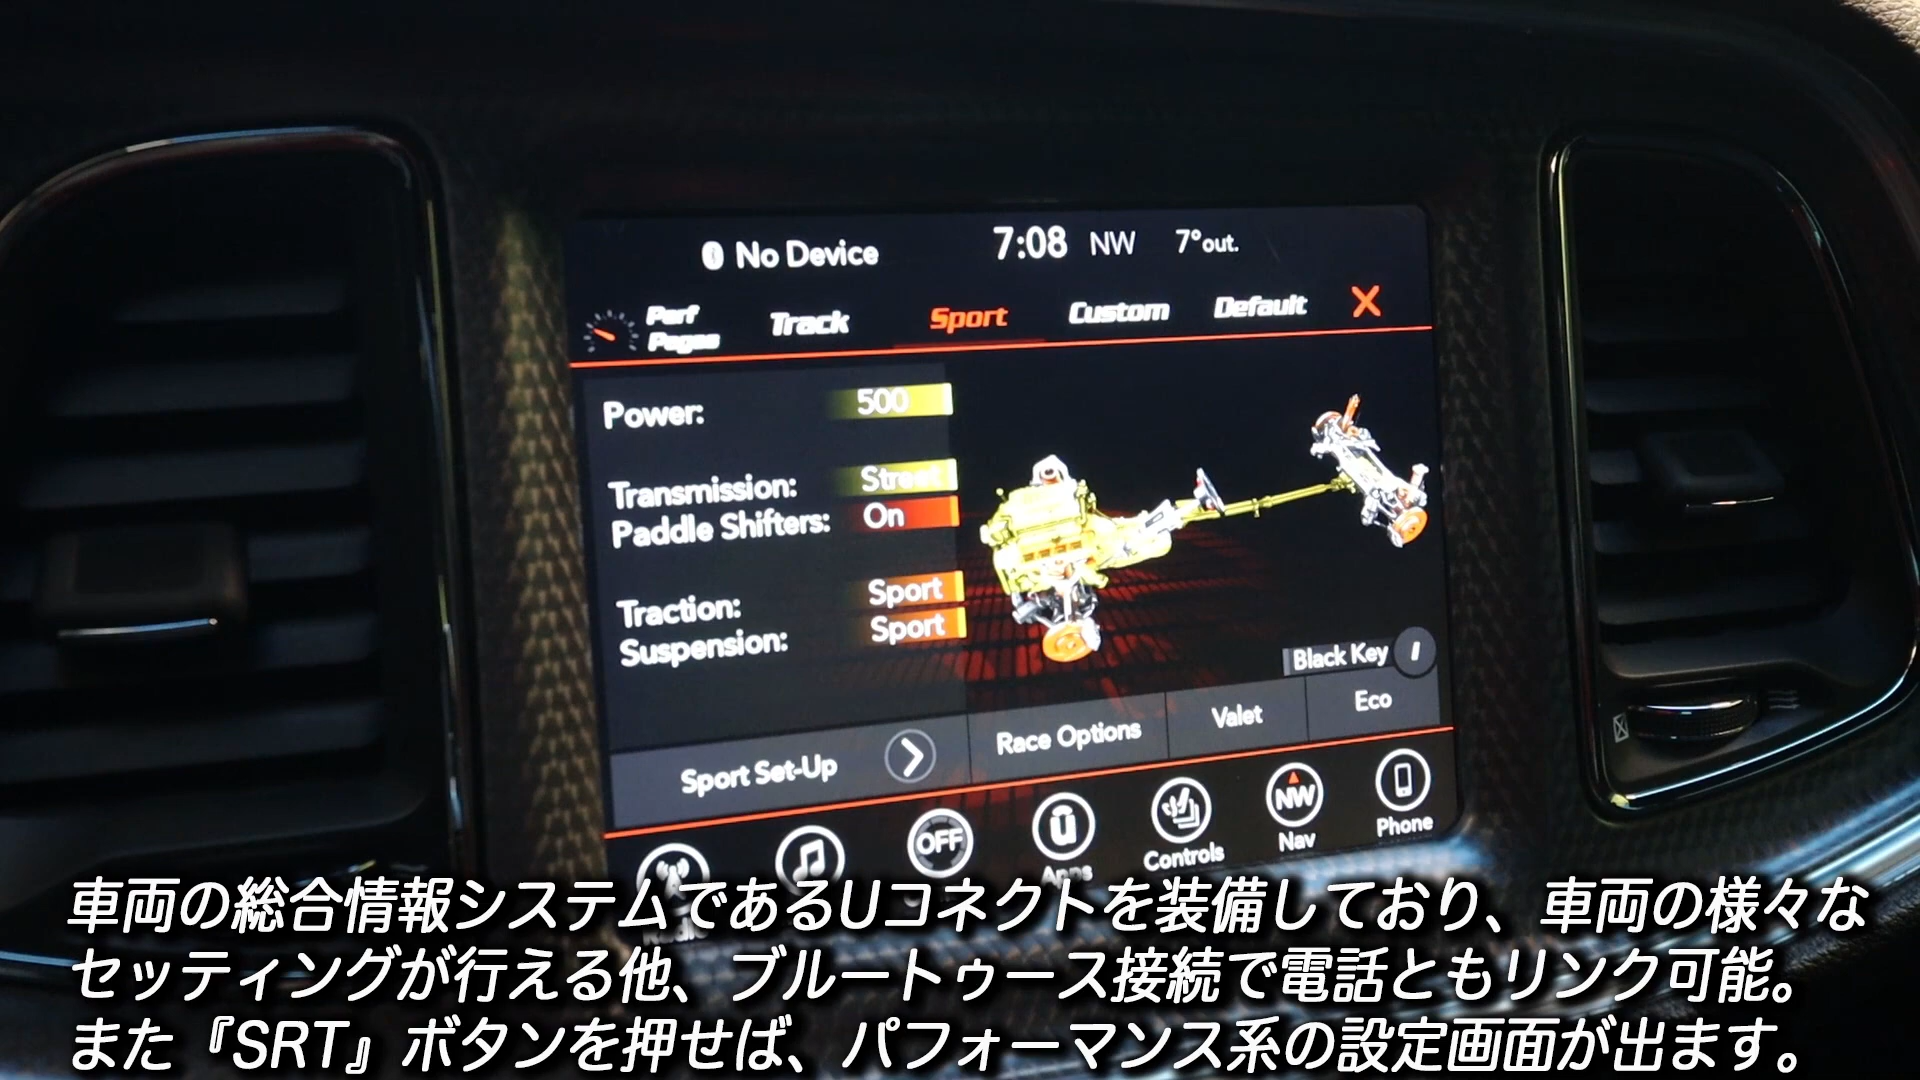 No Device 7:08 NW 7°out.
Perf Pages Track Sport Custom Default X
Power: 500
Transmission: Street
Paddle Shifters: On
Traction: Sport
Suspension: Sport
Black Key
Sport Set-Up Race Options Valet Eco
OFF NW
Apps Controls Nav Phone
車両の総合情報システムであるUコネクトを装備しており、車両の様々な
セッティングが行える他、ブルートゥース接続で電話ともリンク可能。
また『SRT』ボタンを押せば、パフォーマンス系の設定画面が出ます。